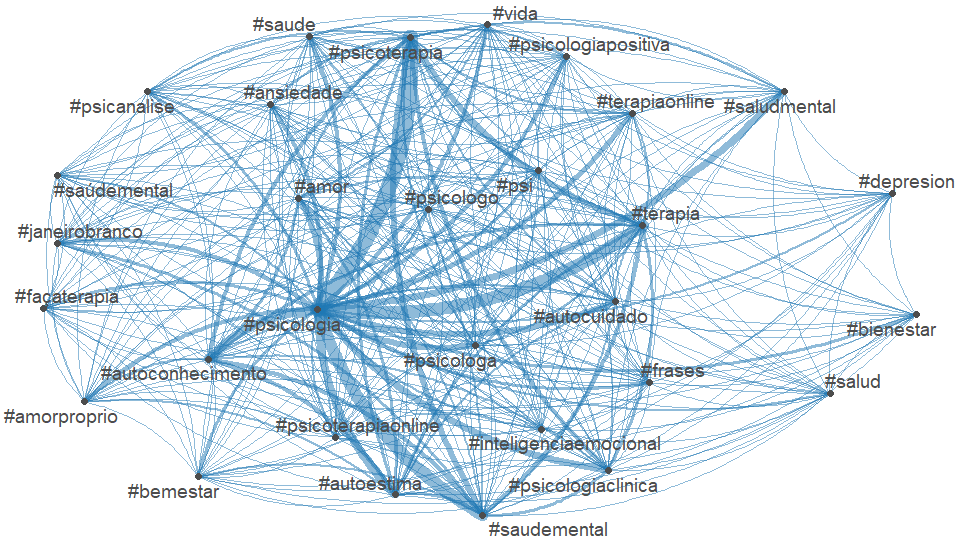 #vida
#saude
#psicoterapia
#psicologiapositiva
#ansiedade
#psicanalise
#terapiaonline
#saludmental
#depresion
#saudemental
#amor
#psi
#psicologo
#terapia
#janeirobranco
#façaterapia
#psicologia
#autocuidado
#bienestar
#psicologa
#autoconhecimento
#frases
#salud
#amorproprio
#psicoterapiaonline
#inteligenciaemocional
#autoestima
#psicologiaclinica
#bemestar
#saudemental